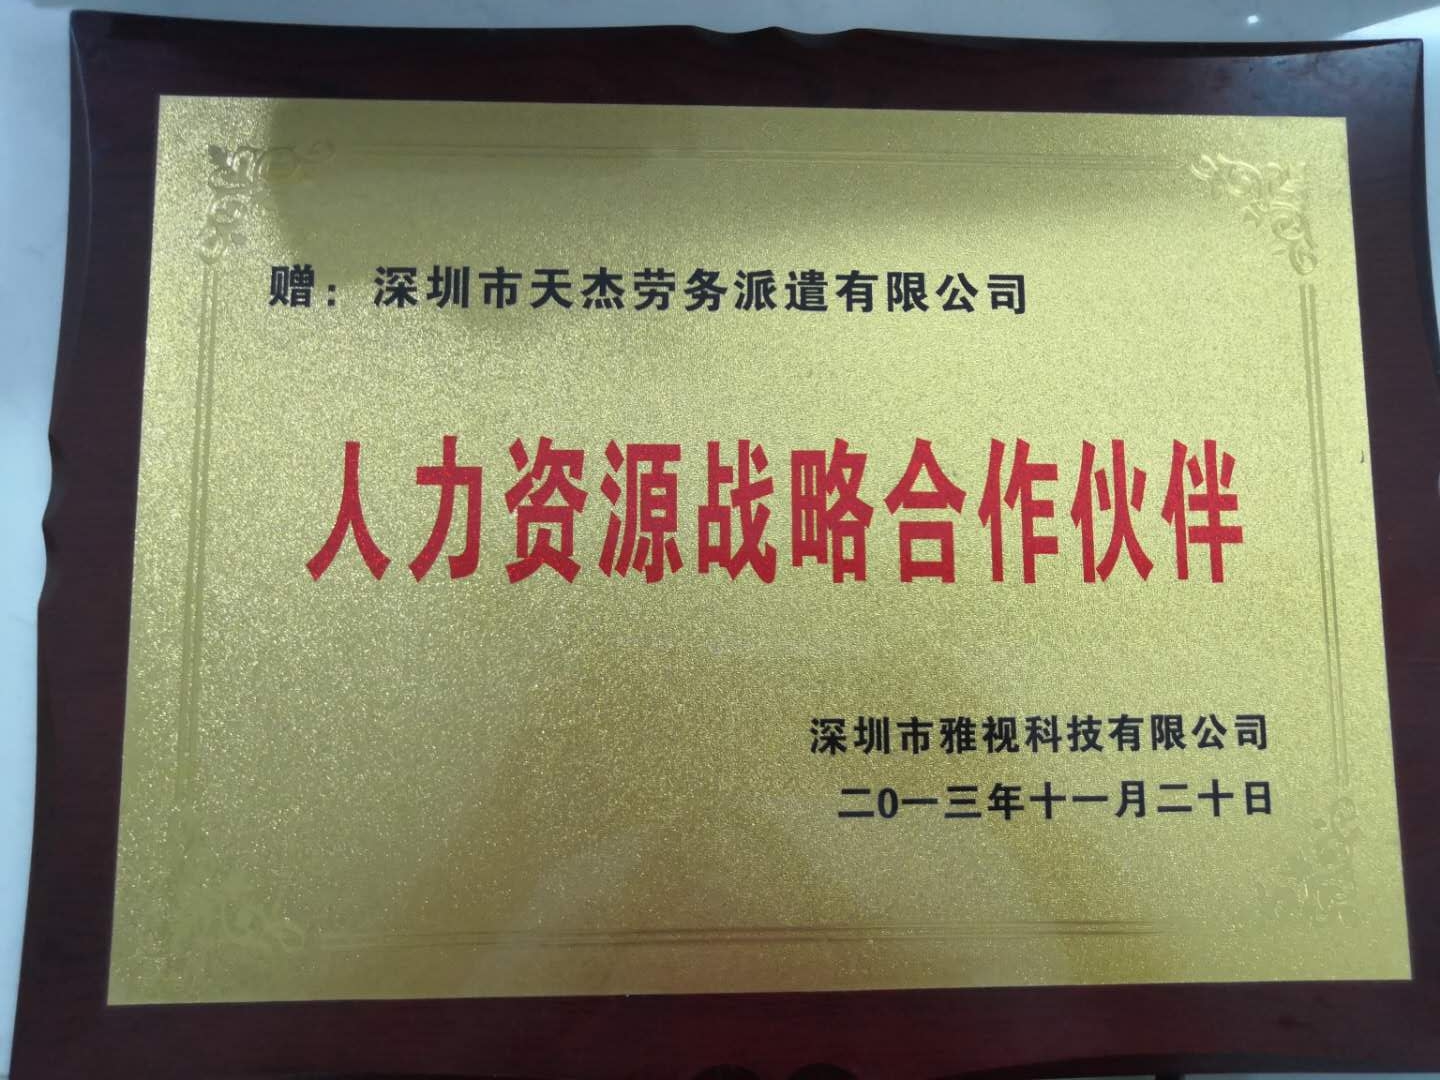 赠：深圳市天杰劳务派遣有限公司
人力资源战略合作伙伴
深圳市雅视科技有限公司
二0一三年十一月二十日